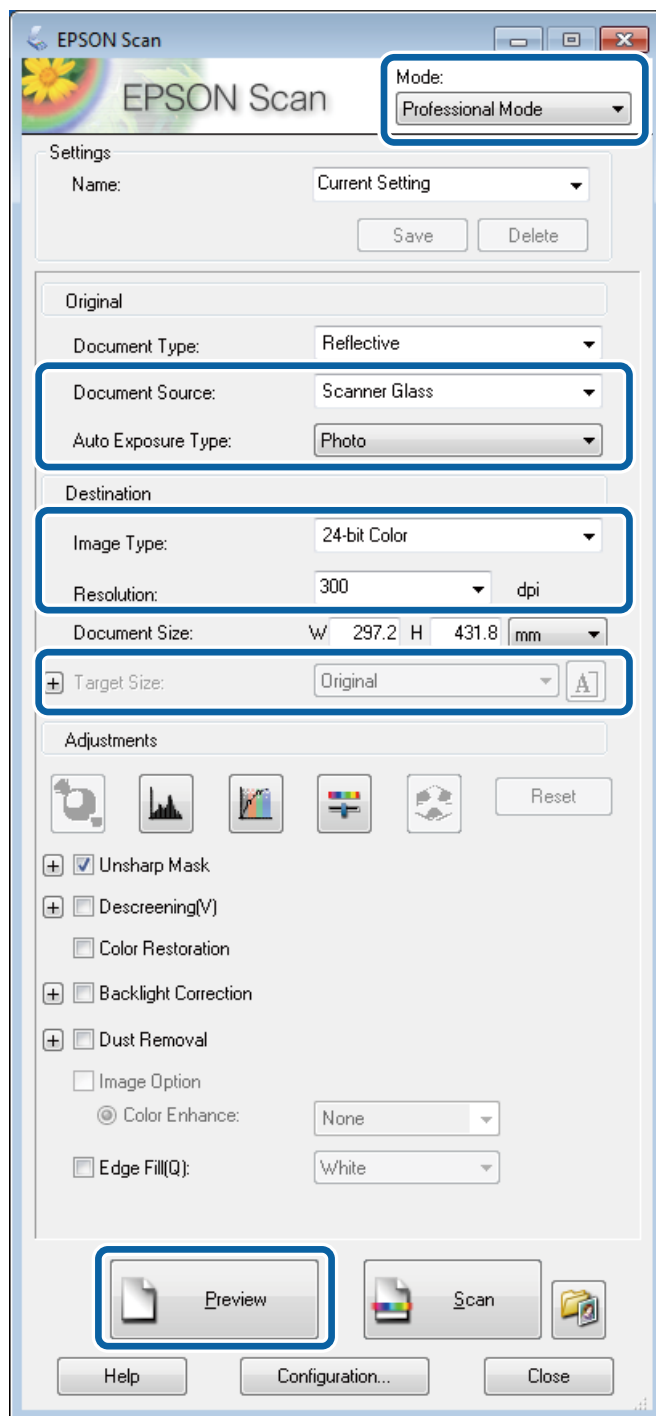 EPSON Scan
EPSON Scan
Mode:
Professional Mode
Settings
Name: Current Setting
Save Delete
Original
Document Type: Reflective
Document Source: Scanner Glass
Auto Exposure Type: Photo
Destination
Image Type: 24-bit Color
Resolution: 300 dpi
Document Size: W 297.2 H 431.8 mm
Target Size: Original A
Adjustments
Reset
Unsharp Mask
Descreening(V)
Color Restoration
Backlight Correction
Dust Removal
Image Option
Color Enhance: None
Edge Fill(Q): White
Preview Scan
Help Configuration... Close